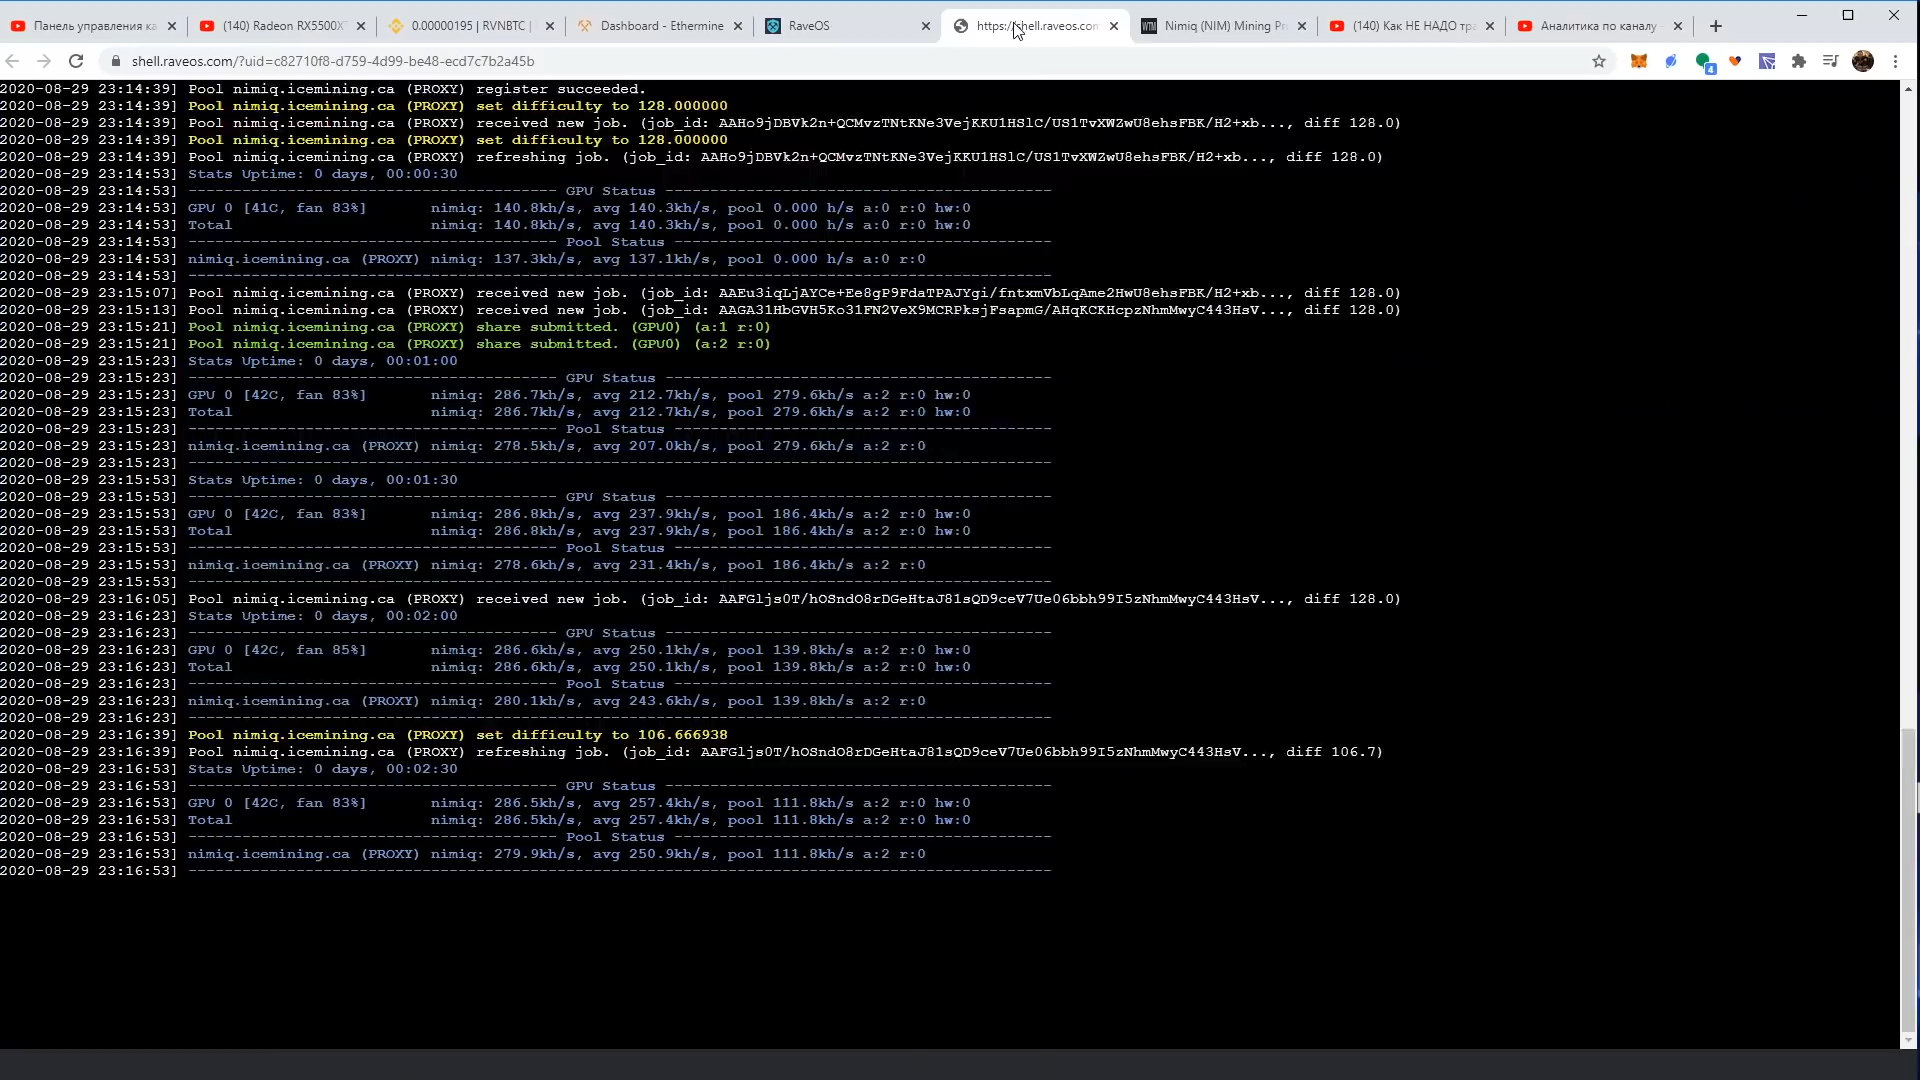 Панель управления ка
(140) Radeon RX5500X
0.00000195 | RVNBTC |
Dashboard - Ethermine
RaveOS
https://shell.raveos.com
Nimiq (NIM) Mining Pr
(140) Как НЕ НАДО тра
Аналитика по каналу
shell.raveos.com/?uid=c82710f8-d759-4d99-be48-ecd7c7b2a45b
2020-08-29 23:14:39] Pool nimiq.icemining.ca (PROXY) register succeeded.
2020-08-29 23:14:39] Pool nimiq.icemining.ca (PROXY) set difficulty to 128.000000
2020-08-29 23:14:39] Pool nimiq.icemining.ca (PROXY) received new job. (job_id: AAHo9jDBVk2n+QCMvzTNtKNe3VejKKU1HSlC/US1TvXWZwU8ehsFBK/H2+xb..., diff 128.0)
2020-08-29 23:14:39] Pool nimiq.icemining.ca (PROXY) set difficulty to 128.000000
2020-08-29 23:14:39] Pool nimiq.icemining.ca (PROXY) refreshing job. (job_id: AAHo9jDBVk2n+QCMvzTNtKNe3VejKKU1HSlC/US1TvXWZwU8ehsFBK/H2+xb..., diff 128.0)
2020-08-29 23:14:53] Stats Uptime: 0 days, 00:00:30
2020-08-29 23:14:53] ----------------------------------------- GPU Status -------------------------------------------
2020-08-29 23:14:53] GPU 0 [41C, fan 83%] nimiq: 140.8kh/s, avg 140.3kh/s, pool 0.000 h/s a:0 r:0 hw:0
2020-08-29 23:14:53] Total nimiq: 140.8kh/s, avg 140.3kh/s, pool 0.000 h/s a:0 r:0 hw:0
2020-08-29 23:14:53] ----------------------------------------- Pool Status ------------------------------------------
2020-08-29 23:14:53] nimiq.icemining.ca (PROXY) nimiq: 137.3kh/s, avg 137.1kh/s, pool 0.000 h/s a:0 r:0
2020-08-29 23:14:53] ------------------------------------------------------------------------------------------------
2020-08-29 23:15:07] Pool nimiq.icemining.ca (PROXY) received new job. (job_id: AAEu3iqLjAYCe+Ee8gP9FdaTPAJYgi/fntxmVbLqAme2HwU8ehsFBK/H2+xb..., diff 128.0)
2020-08-29 23:15:13] Pool nimiq.icemining.ca (PROXY) received new job. (job_id: AAGA31HbGVH5Ko31FN2VeX9MCRPksjFsapmG/AHqKCKHcpzNhmMwyC443HsV..., diff 128.0)
2020-08-29 23:15:21] Pool nimiq.icemining.ca (PROXY) share submitted. (GPU0) (a:1 r:0)
2020-08-29 23:15:21] Pool nimiq.icemining.ca (PROXY) share submitted. (GPU0) (a:2 r:0)
2020-08-29 23:15:23] Stats Uptime: 0 days, 00:01:00
2020-08-29 23:15:23] ----------------------------------------- GPU Status -------------------------------------------
2020-08-29 23:15:23] GPU 0 [42C, fan 83%] nimiq: 286.7kh/s, avg 212.7kh/s, pool 279.6kh/s a:2 r:0 hw:0
2020-08-29 23:15:23] Total nimiq: 286.7kh/s, avg 212.7kh/s, pool 279.6kh/s a:2 r:0 hw:0
2020-08-29 23:15:23] ----------------------------------------- Pool Status ------------------------------------------
2020-08-29 23:15:23] nimiq.icemining.ca (PROXY) nimiq: 278.5kh/s, avg 207.0kh/s, pool 279.6kh/s a:2 r:0
2020-08-29 23:15:23] ------------------------------------------------------------------------------------------------
2020-08-29 23:15:53] Stats Uptime: 0 days, 00:01:30
2020-08-29 23:15:53] ----------------------------------------- GPU Status -------------------------------------------
2020-08-29 23:15:53] GPU 0 [42C, fan 83%] nimiq: 286.8kh/s, avg 237.9kh/s, pool 186.4kh/s a:2 r:0 hw:0
2020-08-29 23:15:53] Total nimiq: 286.8kh/s, avg 237.9kh/s, pool 186.4kh/s a:2 r:0 hw:0
2020-08-29 23:15:53] ----------------------------------------- Pool Status ------------------------------------------
2020-08-29 23:15:53] nimiq.icemining.ca (PROXY) nimiq: 278.6kh/s, avg 231.4kh/s, pool 186.4kh/s a:2 r:0
2020-08-29 23:15:53] ------------------------------------------------------------------------------------------------
2020-08-29 23:16:05] Pool nimiq.icemining.ca (PROXY) received new job. (job_id: AAFGljs0T/hOSndO8rDGeHtaJ81sQD9ceV7Ue06bbh99I5zNhmMwyC443HsV..., diff 128.0)
2020-08-29 23:16:23] Stats Uptime: 0 days, 00:02:00
2020-08-29 23:16:23] ----------------------------------------- GPU Status -------------------------------------------
2020-08-29 23:16:23] GPU 0 [42C, fan 85%] nimiq: 286.6kh/s, avg 250.1kh/s, pool 139.8kh/s a:2 r:0 hw:0
2020-08-29 23:16:23] Total nimiq: 286.6kh/s, avg 250.1kh/s, pool 139.8kh/s a:2 r:0 hw:0
2020-08-29 23:16:23] ----------------------------------------- Pool Status ------------------------------------------
2020-08-29 23:16:23] nimiq.icemining.ca (PROXY) nimiq: 280.1kh/s, avg 243.6kh/s, pool 139.8kh/s a:2 r:0
2020-08-29 23:16:23] ------------------------------------------------------------------------------------------------
2020-08-29 23:16:39] Pool nimiq.icemining.ca (PROXY) set difficulty to 106.666938
2020-08-29 23:16:39] Pool nimiq.icemining.ca (PROXY) refreshing job. (job_id: AAFGljs0T/hOSndO8rDGeHtaJ81sQD9ceV7Ue06bbh99I5zNhmMwyC443HsV..., diff 106.7)
2020-08-29 23:16:53] Stats Uptime: 0 days, 00:02:30
2020-08-29 23:16:53] ----------------------------------------- GPU Status -------------------------------------------
2020-08-29 23:16:53] GPU 0 [42C, fan 83%] nimiq: 286.5kh/s, avg 257.4kh/s, pool 111.8kh/s a:2 r:0 hw:0
2020-08-29 23:16:53] Total nimiq: 286.5kh/s, avg 257.4kh/s, pool 111.8kh/s a:2 r:0 hw:0
2020-08-29 23:16:53] ----------------------------------------- Pool Status ------------------------------------------
2020-08-29 23:16:53] nimiq.icemining.ca (PROXY) nimiq: 279.9kh/s, avg 250.9kh/s, pool 111.8kh/s a:2 r:0
2020-08-29 23:16:53] ------------------------------------------------------------------------------------------------